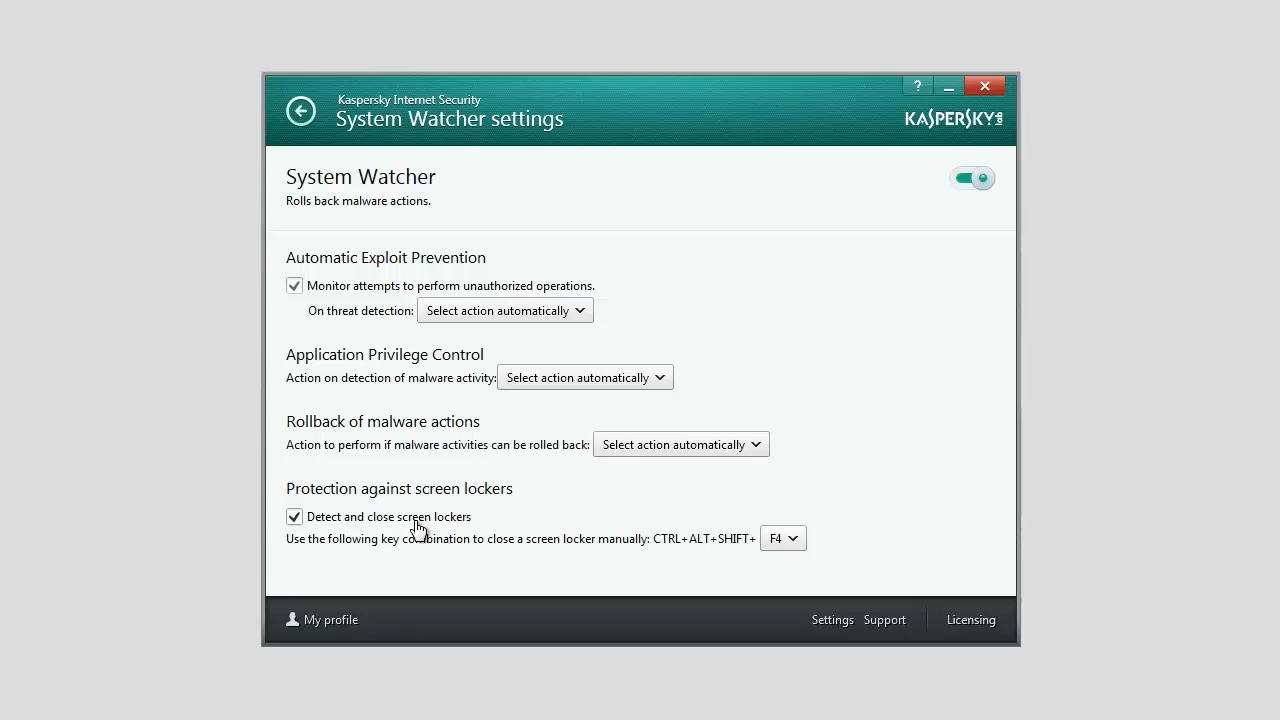 ?
Kaspersky Internet Security
System Watcher settings
KASPERSKY lab
System Watcher
Rolls back malware actions.
Automatic Exploit Prevention
Monitor attempts to perform unauthorized operations.
On threat detection: Select action automatically
Application Privilege Control
Action on detection of malware activity: Select action automatically
Rollback of malware actions
Action to perform if malware activities can be rolled back: Select action automatically
Protection against screen lockers
Detect and close screen lockers
Use the following key combination to close a screen locker manually: CTRL+ALT+SHIFT+ F4
My profile
Settings Support Licensing